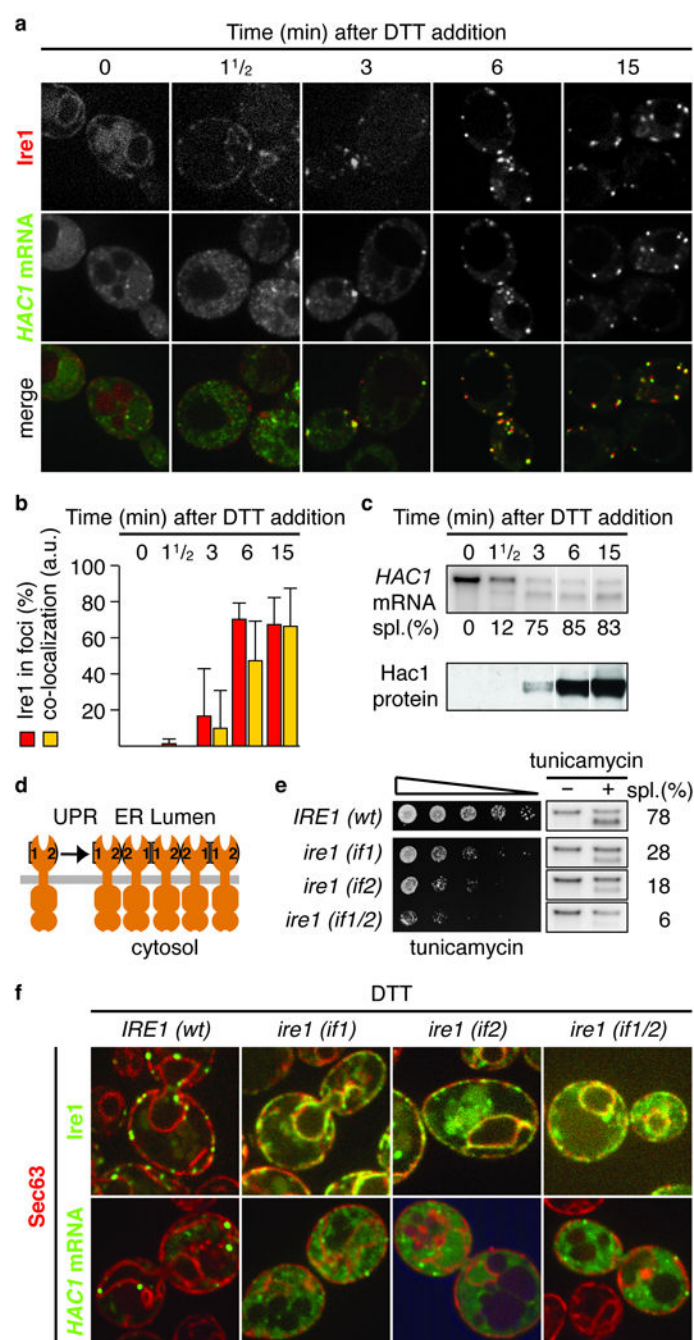 a
Time (min) after DTT addition
0 1 1/2 3 6 15
Ire1
HAC1 mRNA
merge
b
Time (min) after DTT addition
0 1 1/2 3 6 15
Ire1 in foci (%)
co-localization (a.u.)
100
80
60
40
20
c
Time (min) after DTT addition
0 1 1/2 3 6 15
HAC1
mRNA
spl.(%) 0 12 75 85 83
Hac1
protein
d
UPR ER Lumen
1 2 1 2 2 1 1 2 2 1 1 2
cytosol
e
tunicamycin
– + spl.(%)
IRE1 (wt) 78
ire1 (if1) 28
ire1 (if2) 18
ire1 (if1/2) 6
tunicamycin
f
DTT
IRE1 (wt) ire1 (if1) ire1 (if2) ire1 (if1/2)
Sec63
Ire1
HAC1 mRNA